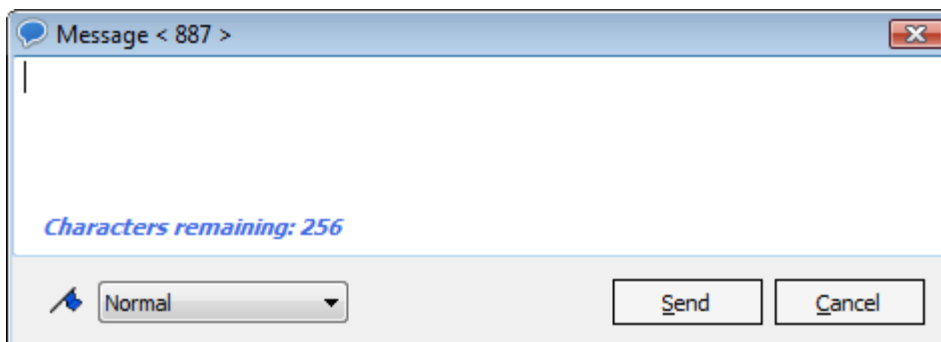 Message < 887 >
Characters remaining: 256
Normal Send Cancel